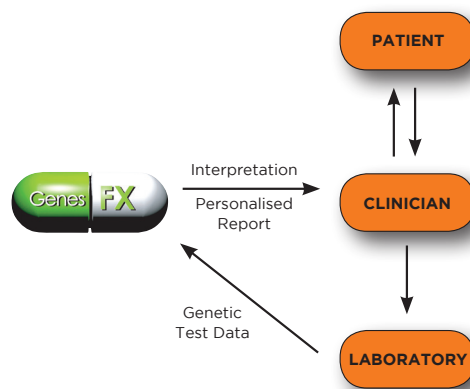 PATIENT
Interpretation
Personalised
Report
Genes FX
CLINICIAN
Genetic
Test Data
LABORATORY